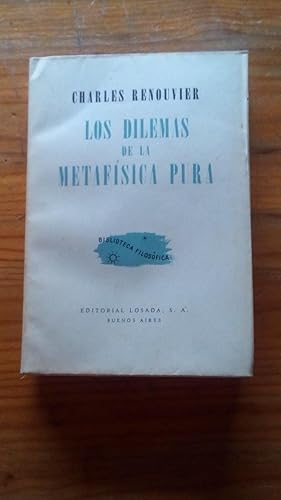 CHARLES RENOUVIER
LOS DILEMAS
DE LA
METAFÍSICA PURA
BIBLIOTECA FILOSÓFICA
EDITORIAL LOSADA, S. A.
BUENOS AIRES